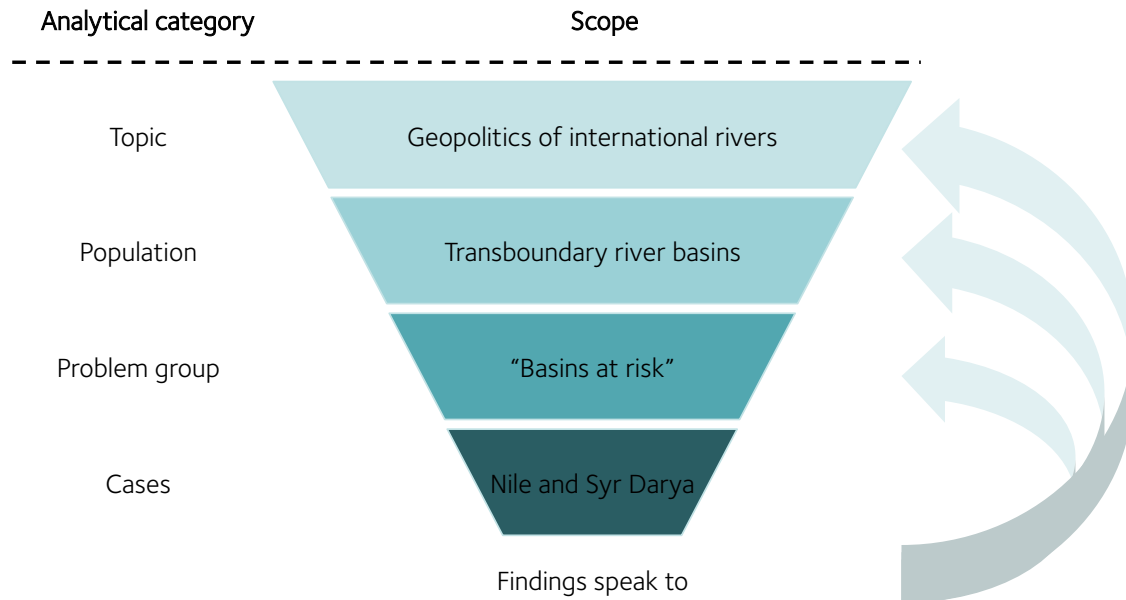 Analytical category Scope
Topic Geopolitics of international rivers
Population Transboundary river basins
Problem group “Basins at risk”
Cases Nile and Syr Darya
Findings speak to